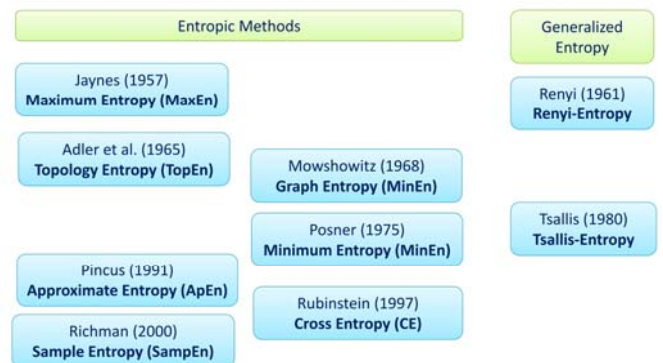 Entropic Methods
Generalized
Entropy
Jaynes (1957)
Maximum Entropy (MaxEn)
Renyi (1961)
Renyi-Entropy
Adler et al. (1965)
Topology Entropy (TopEn)
Mowshowitz (1968)
Graph Entropy (MinEn)
Posner (1975)
Minimum Entropy (MinEn)
Tsallis (1980)
Tsallis-Entropy
Pincus (1991)
Approximate Entropy (ApEn)
Rubinstein (1997)
Cross Entropy (CE)
Richman (2000)
Sample Entropy (SampEn)